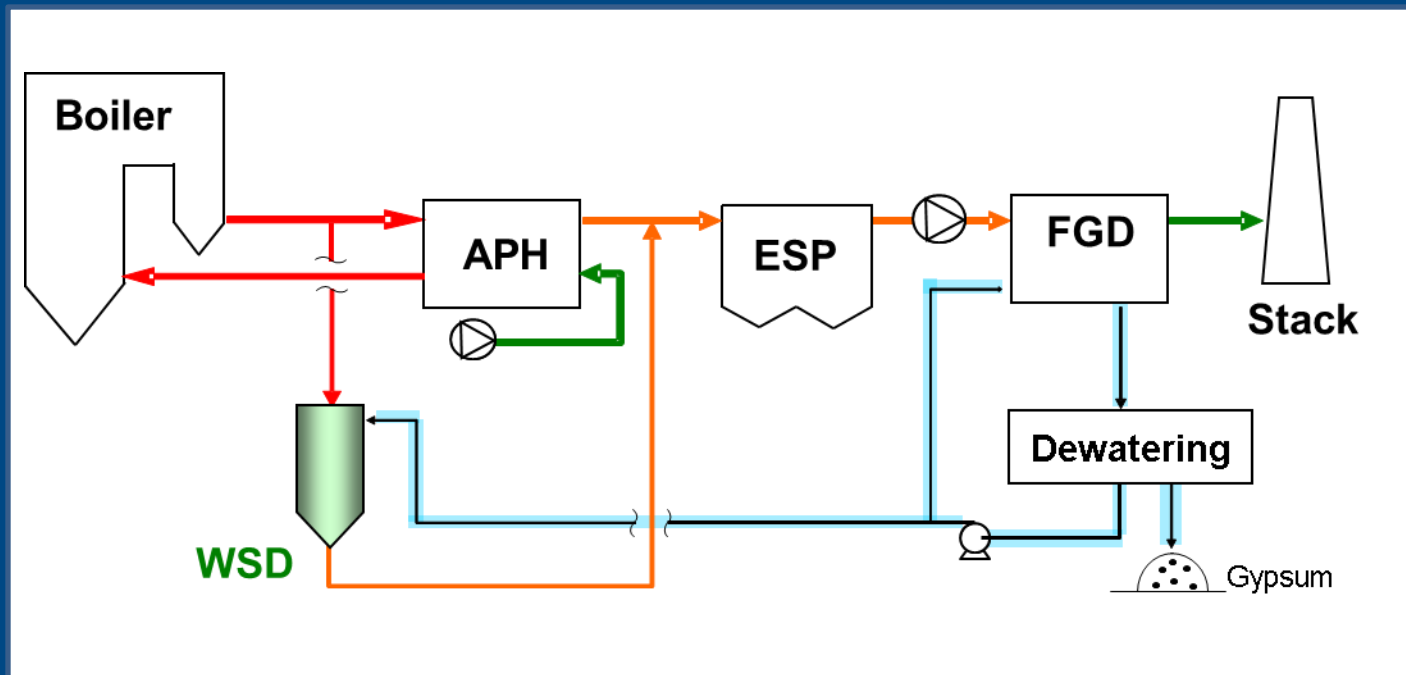 Boiler
APH
ESP
FGD
Stack
Dewatering
WSD
Gypsum